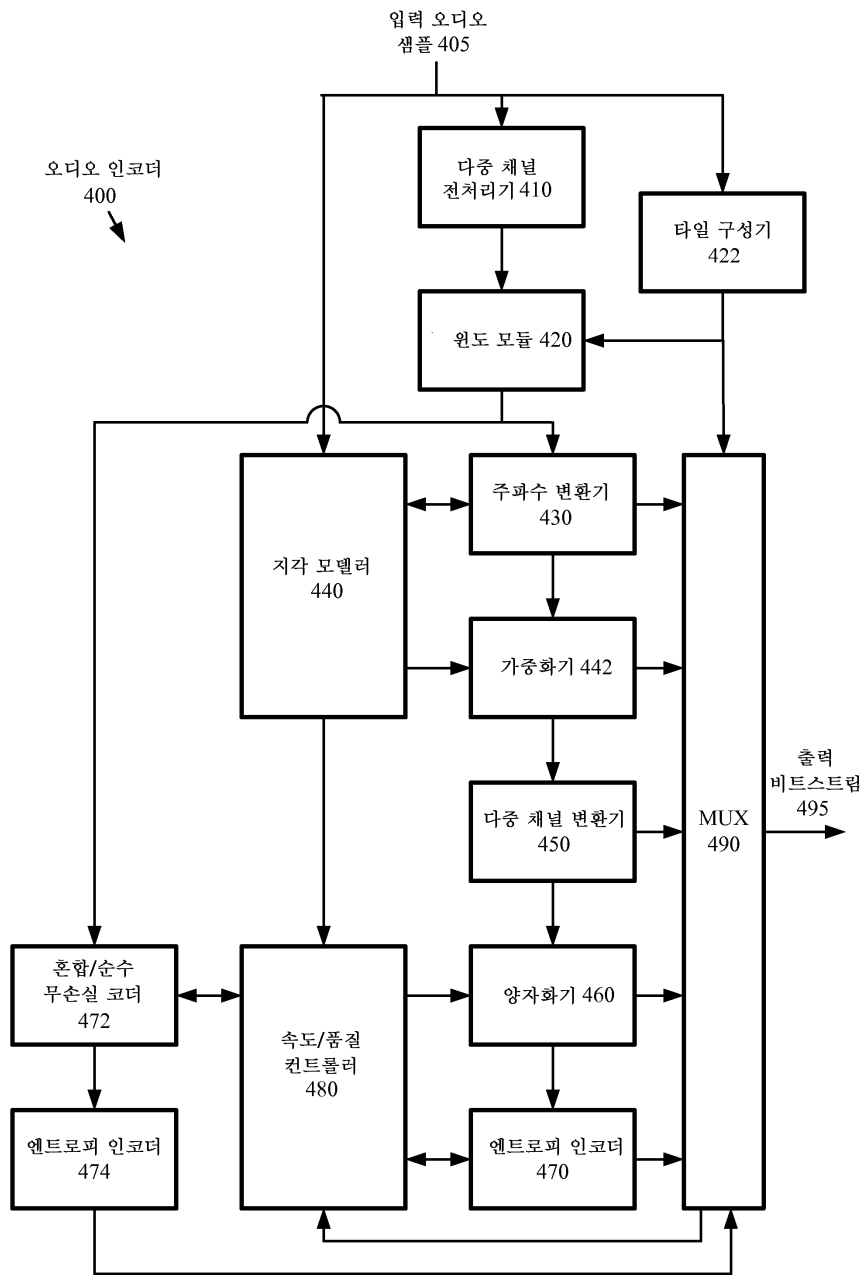 입력 오디오
샘플 405
오디오 인코더
400
다중 채널
전처리기 410
타일 구성기
422
윈도 모듈 420
주파수 변환기
430
지각 모델러
440
가중화기 442
출력
비트스트림
495
다중 채널 변환기
450
MUX
490
혼합/순수
무손실 코더
472
양자화기 460
속도/품질
컨트롤러
480
엔트로피 인코더
474
엔트로피 인코더
470